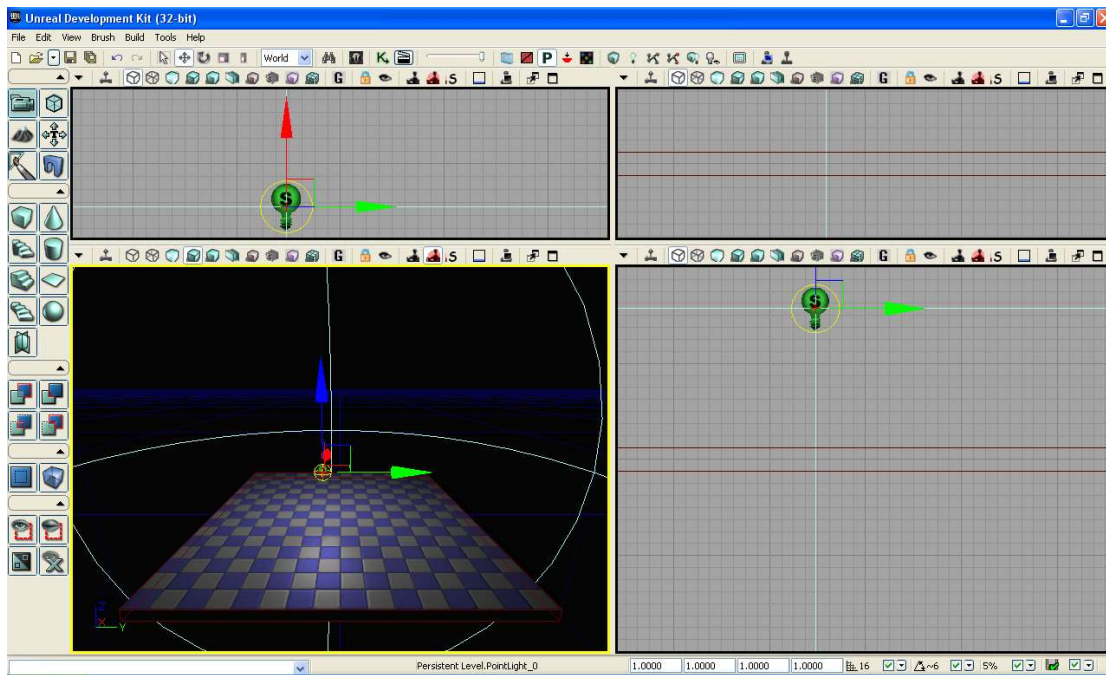 Unreal Development Kit (32-bit)
File Edit View Brush Build Tools Help
World
P
G
S
G
S
S
G
S
G
S
S
Z
X
Y
Persistent Level.PointLight_0
1.0000
1.0000
1.0000
1.0000
16
~6
5%